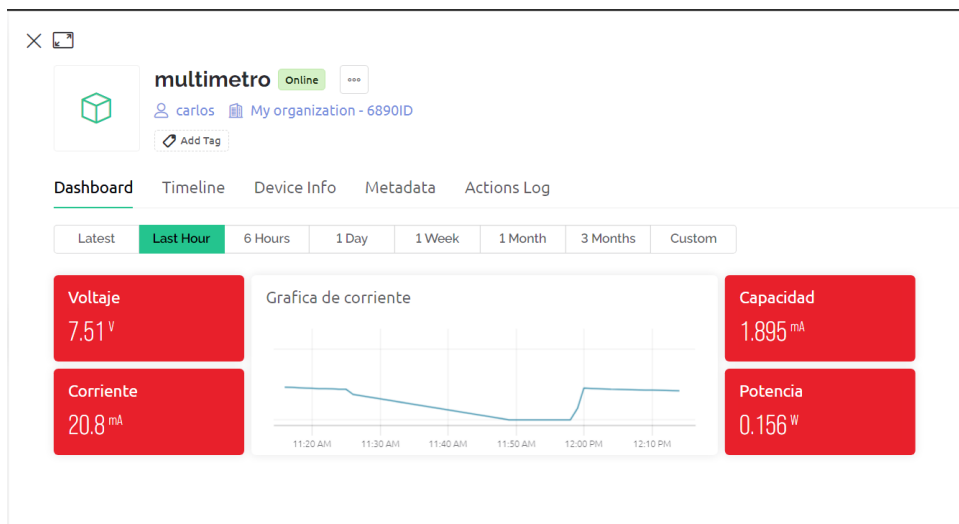 multimetro Online
carlos My organization - 6890ID
Add Tag
Dashboard Timeline Device Info Metadata Actions Log
Latest Last Hour 6 Hours 1 Day 1 Week 1 Month 3 Months Custom
Voltaje
7.51 V
Corriente
20.8 mA
Grafica de corriente
11:20 AM 11:30 AM 11:40 AM 11:50 AM 12:00 PM 12:10 PM
Capacidad
1.895 mA
Potencia
0.156 W